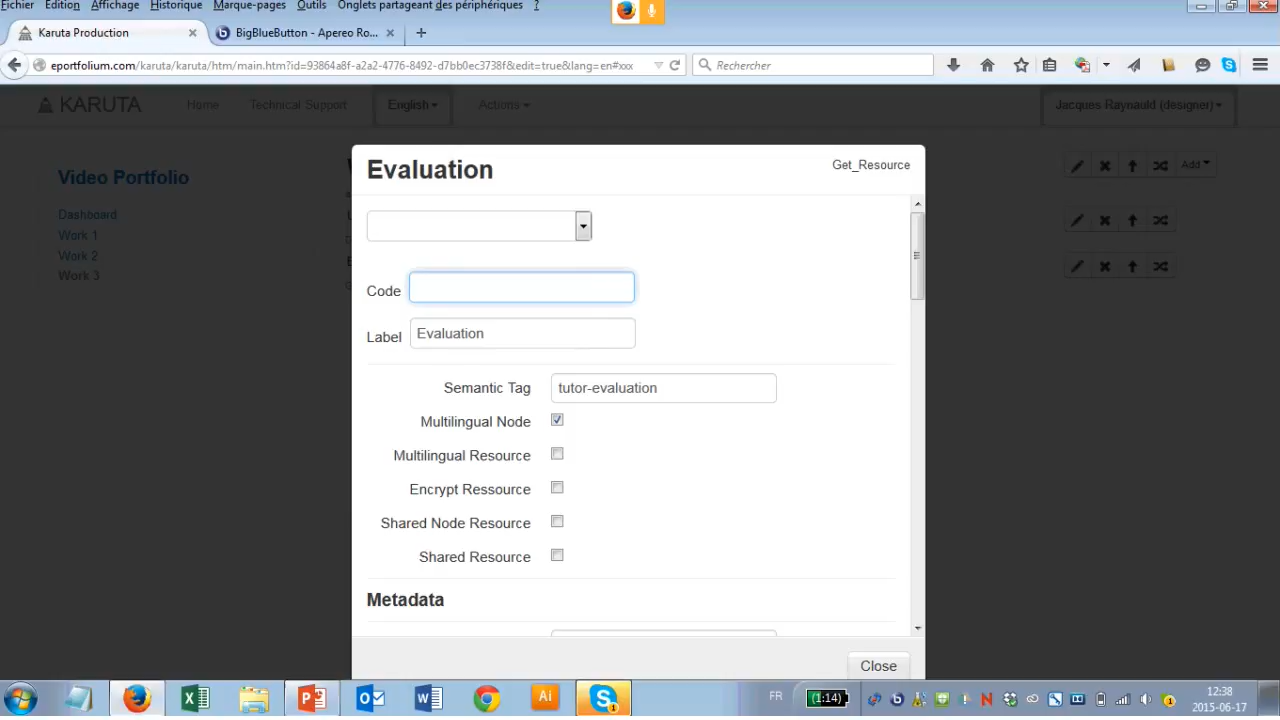 Fichier Edition Affichage Historique Marque-pages Outils Onglets partageant des périphériques ?
Karuta Production
BigBlueButton - Apereo Ro...
eportfolium.com/karuta/karuta/htm/main.htm?id=93864a8f-a2a2-4776-8492-d7bb0ec3738f&edit=true&lang=en#xxx
Rechercher
KARUTA Home Technical Support English Actions Jacques Raynauld (designer)
Evaluation
Get_Resource
Video Portfolio
Add
Dashboard
Work 1
Work 2
Work 3
Code
Label Evaluation
Semantic Tag tutor-evaluation
Multilingual Node
Multilingual Resource
Encrypt Ressource
Shared Node Resource
Shared Resource
Metadata
Close
FR
(1:14)
12:38
2015-06-17